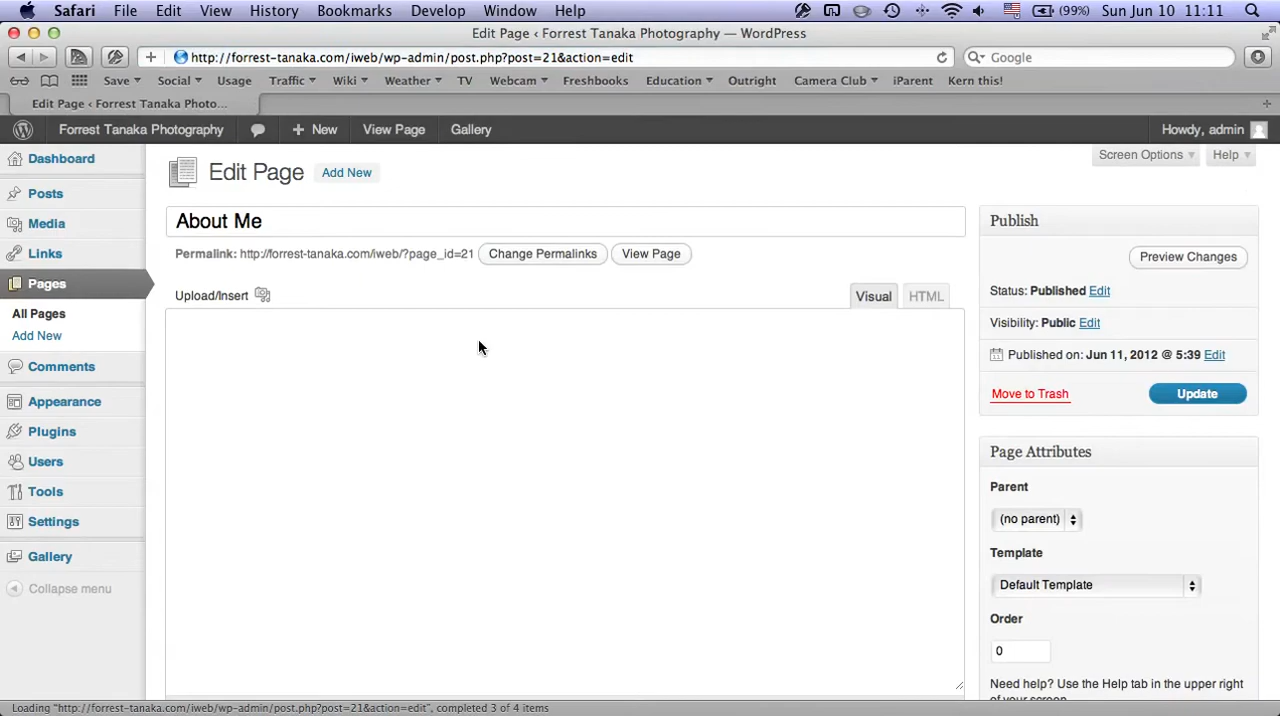 Safari File Edit View History Bookmarks Develop Window Help (99%) Sun Jun 10 11:11
Edit Page ‹ Forrest Tanaka Photography — WordPress
http://forrest-tanaka.com/iweb/wp-admin/post.php?post=21&action=edit Google
Save Social Usage Traffic Wiki Weather TV Webcam Freshbooks Education Outright Camera Club iParent Kern this!
Edit Page ‹ Forrest Tanaka Photo...
Forrest Tanaka Photography + New View Page Gallery Howdy, admin
Screen Options Help
Dashboard
Posts
Media
Links
Pages
All Pages
Add New
Comments
Appearance
Plugins
Users
Tools
Settings
Gallery
Collapse menu
Edit Page Add New
About Me
Permalink: http://forrest-tanaka.com/iweb/?page_id=21 Change Permalinks View Page
Upload/Insert Visual HTML
Publish
Preview Changes
Status: Published Edit
Visibility: Public Edit
Published on: Jun 11, 2012 @ 5:39 Edit
Move to Trash Update
Page Attributes
Parent
(no parent)
Template
Default Template
Order
0
Need help? Use the Help tab in the upper right
of your screen.
Loading "http://forrest-tanaka.com/iweb/wp-admin/post.php?post=21&action=edit", completed 3 of 4 items